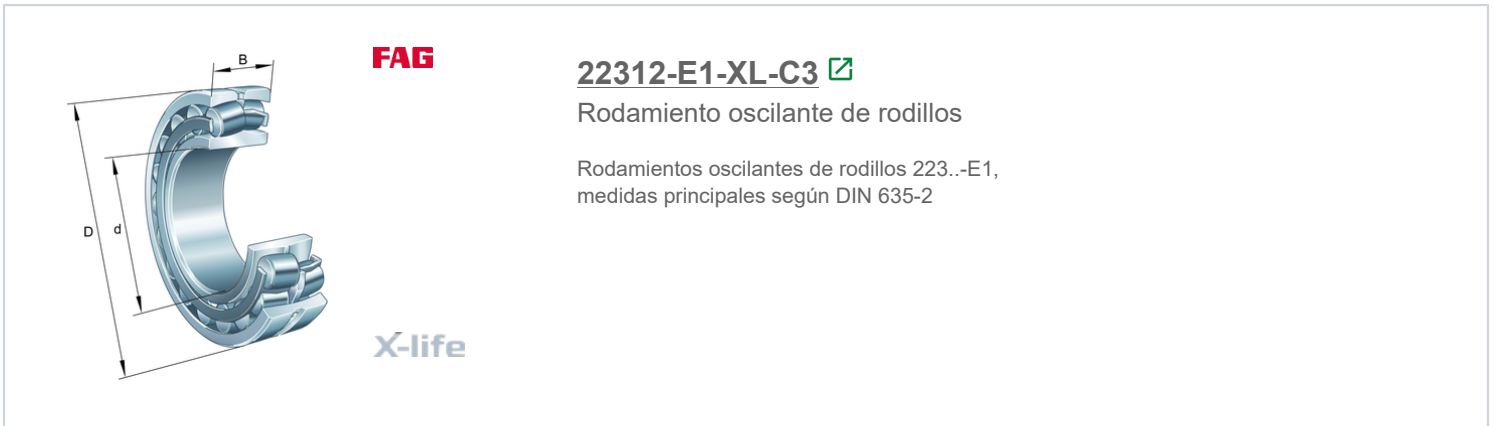 FAG
B
22312-E1-XL-C3
Rodamiento oscilante de rodillos
Rodamientos oscilantes de rodillos 223..-E1,
medidas principales según DIN 635-2
D
d
X-life